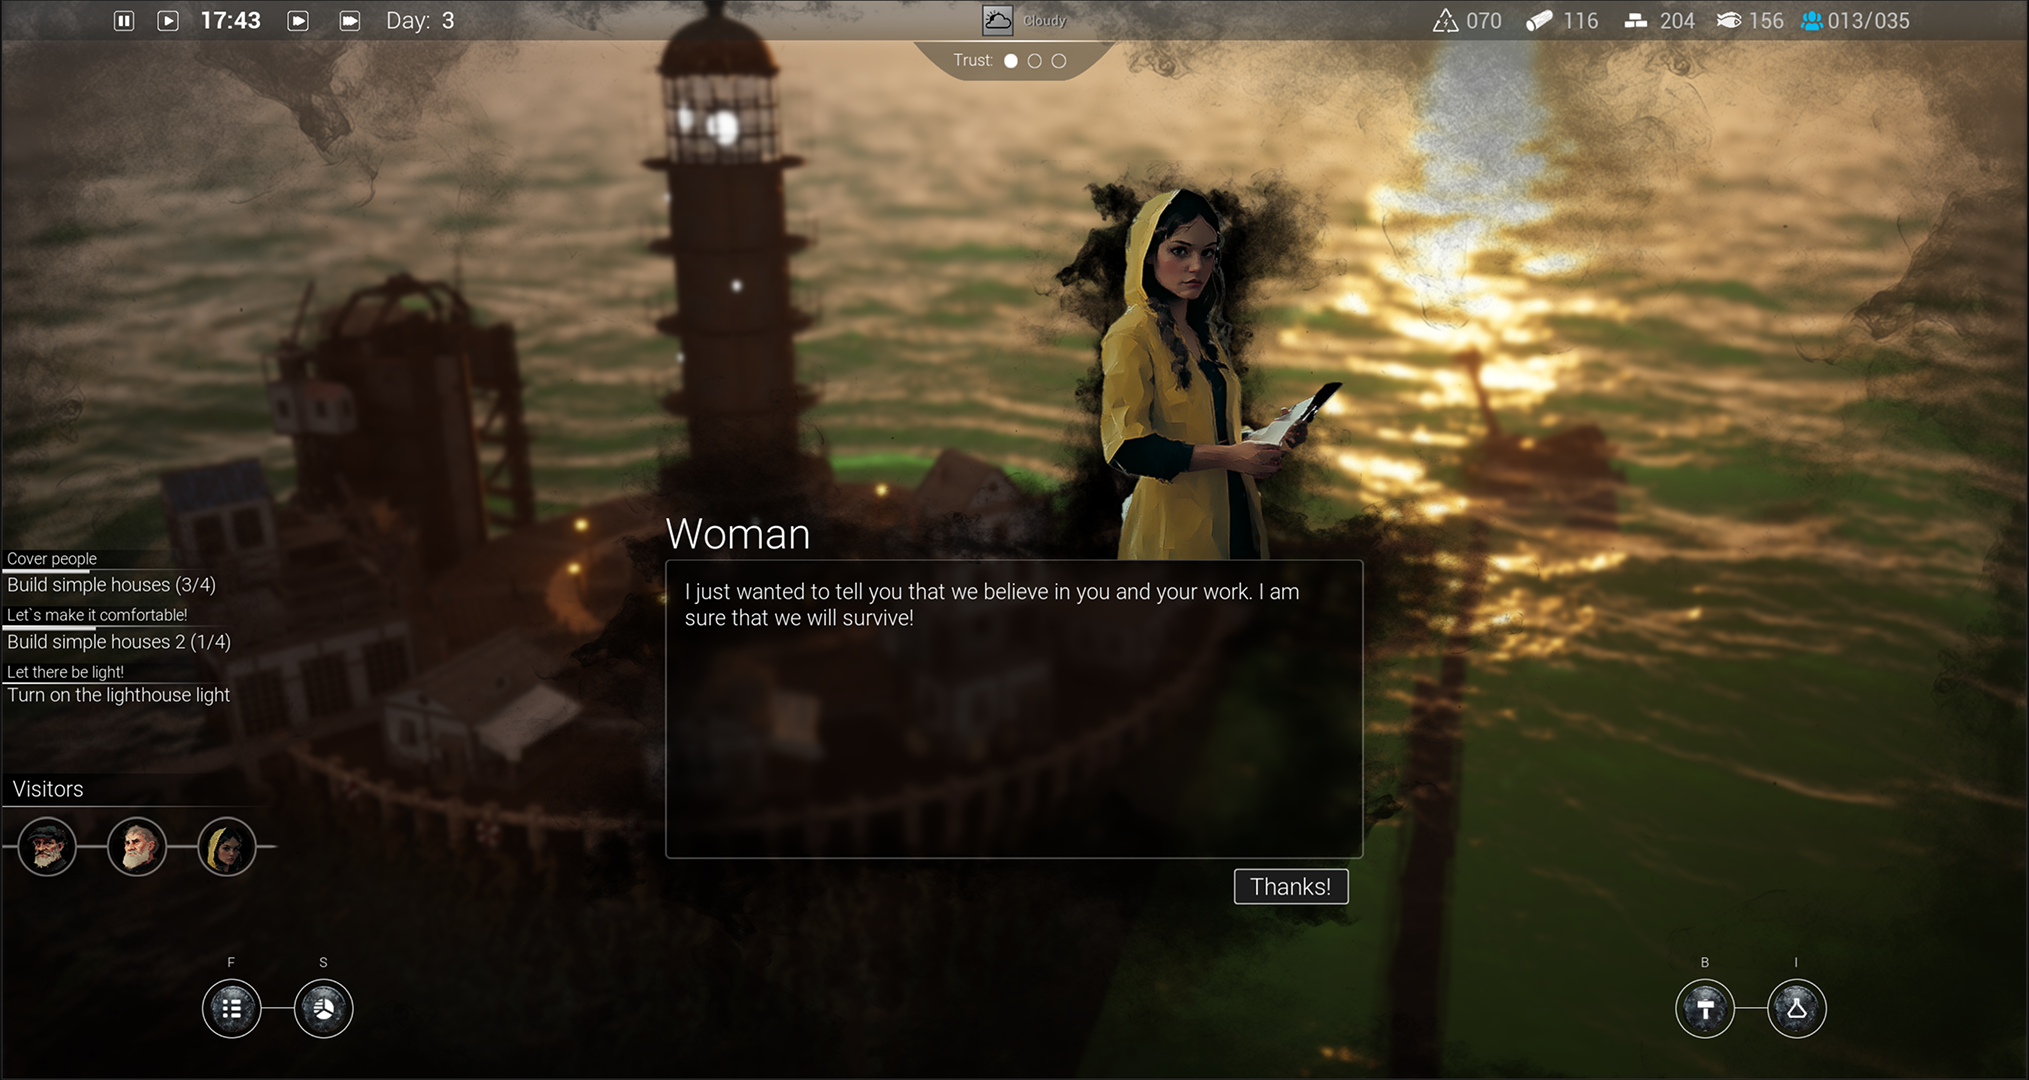 17:43
Day: 3
Cloudy
070
116
204
156
013/035
Trust:
Woman
I just wanted to tell you that we believe in you and your work. I am
sure that we will survive!
Thanks!
Cover people
Build simple houses (3/4)
Let`s make it comfortable!
Build simple houses 2 (1/4)
Let there be light!
Turn on the lighthouse light
Visitors
F
S
B
I